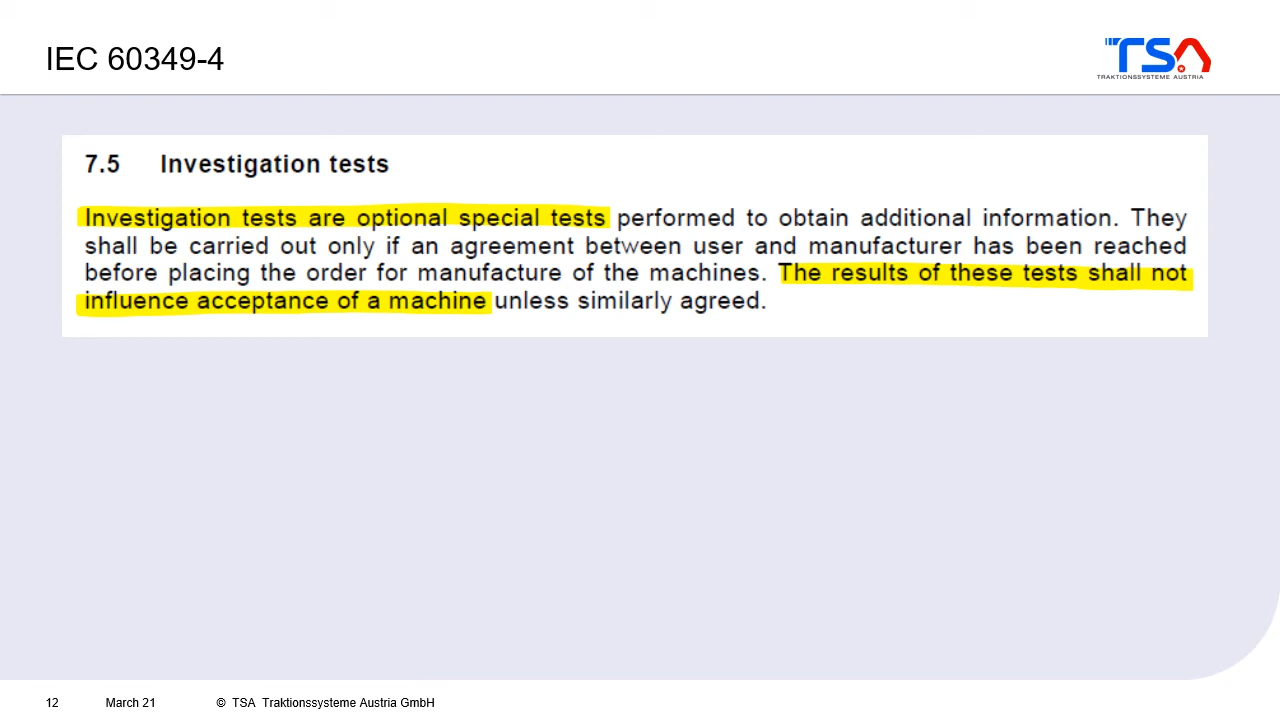 IEC 60349-4
TSA
TRAKTIONSSYSTEME AUSTRIA
7.5 Investigation tests
Investigation tests are optional special tests performed to obtain additional information. They
shall be carried out only if an agreement between user and manufacturer has been reached
before placing the order for manufacture of the machines. The results of these tests shall not
influence acceptance of a machine unless similarly agreed.
12 March 21 © TSA Traktionssysteme Austria GmbH